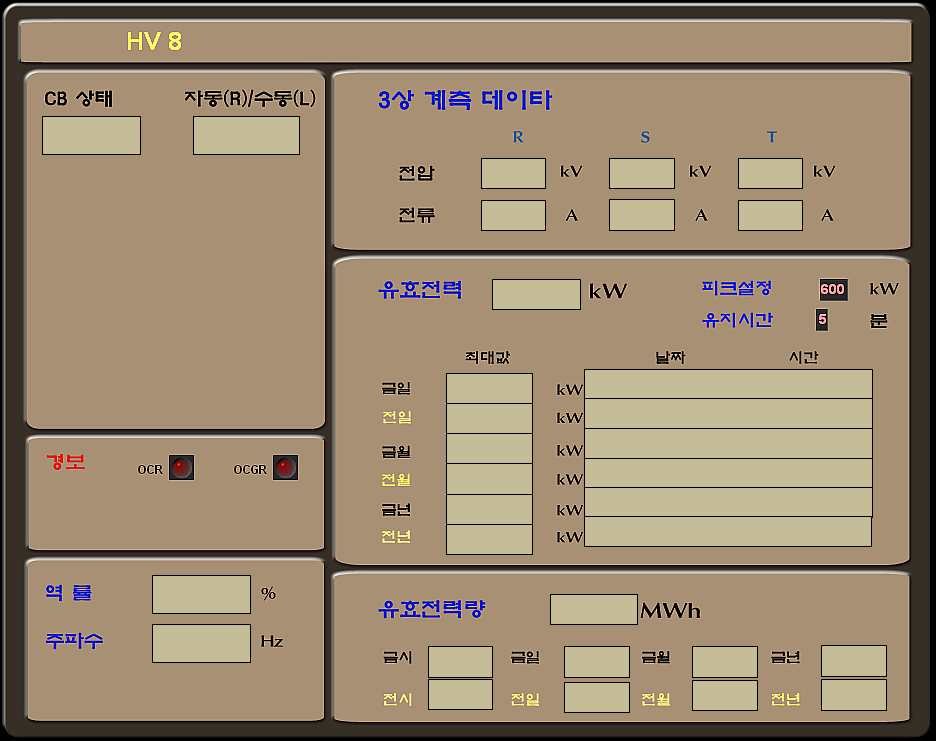 HV 8
CB 상태 자동(R)/수동(L)
3상 계측 데이타
R S T
전압 kV kV kV
전류 A A A
유효전력 kW 피크설정 600 kW
유지시간 5 분
최대값 날짜 시간
금일 kW
전일 kW
금월 kW
전월 kW
금년 kW
전년 kW
경보 OCR OCGR
역 률 %
주파수 Hz
유효전력량 MWh
금시 금일 금월 금년
전시 전일 전월 전년